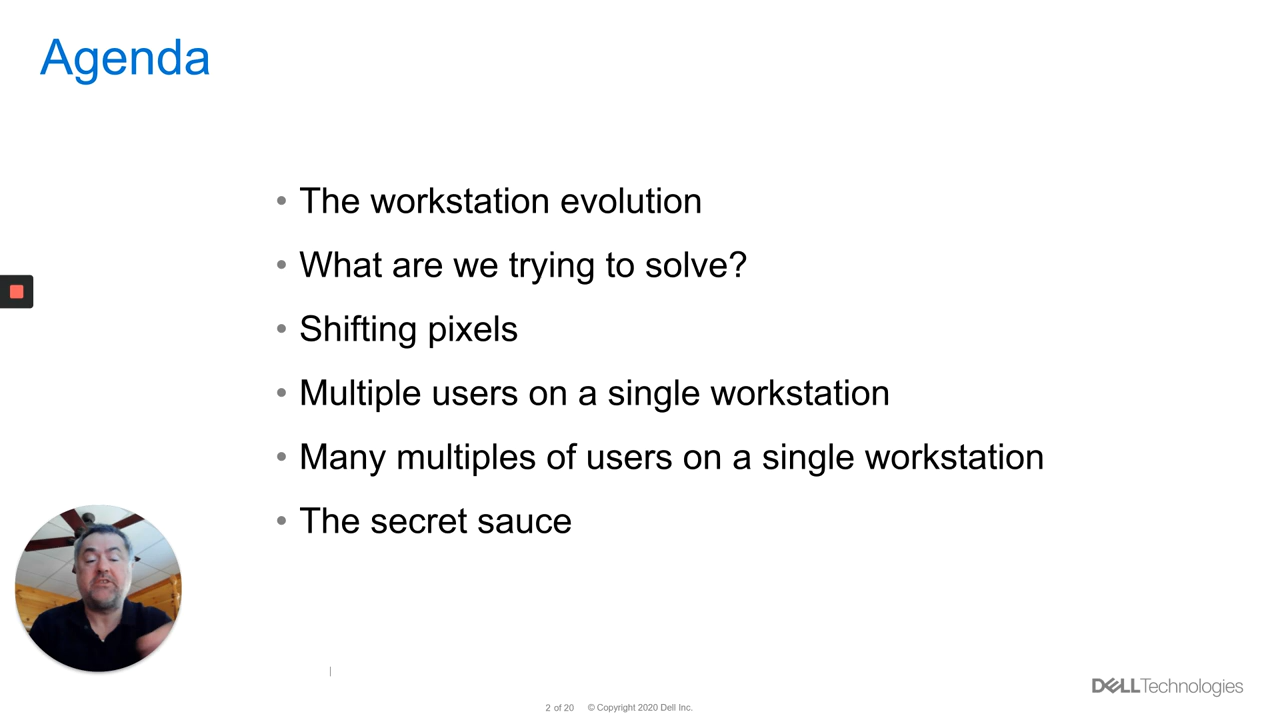 Agenda
• The workstation evolution
• What are we trying to solve?
• Shifting pixels
• Multiple users on a single workstation
• Many multiples of users on a single workstation
• The secret sauce
DELLTechnologies
2 of 20 © Copyright 2020 Dell Inc.